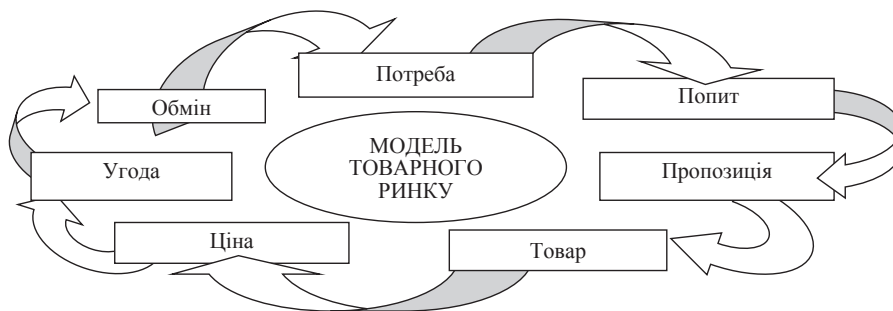 Потреба
Обмін
Попит
МОДЕЛЬ
ТОВАРНОГО
РИНКУ
Угода
Пропозиція
Ціна
Товар